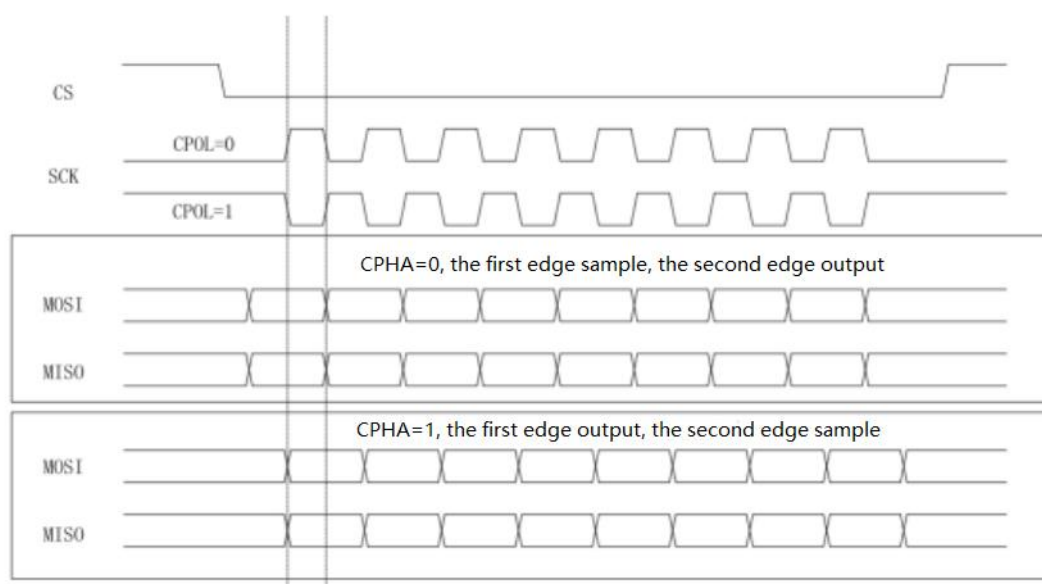 CS
CPOL=0
SCK
CPOL=1
CPHA=0, the first edge sample, the second edge output
MOSI
MISO
CPHA=1, the first edge output, the second edge sample
MOSI
MISO